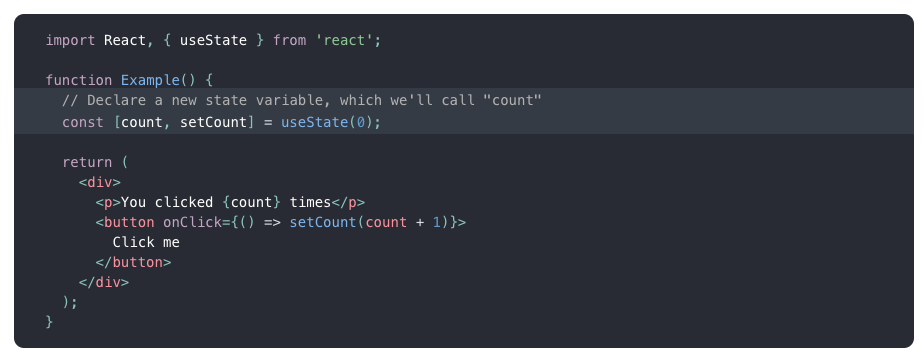 import React, { useState } from 'react';

function Example() {
  // Declare a new state variable, which we'll call "count"
  const [count, setCount] = useState(0);

  return (
    <div>
      <p>You clicked {count} times</p>
      <button onClick={() => setCount(count + 1)}>
        Click me
      </button>
    </div>
  );
}